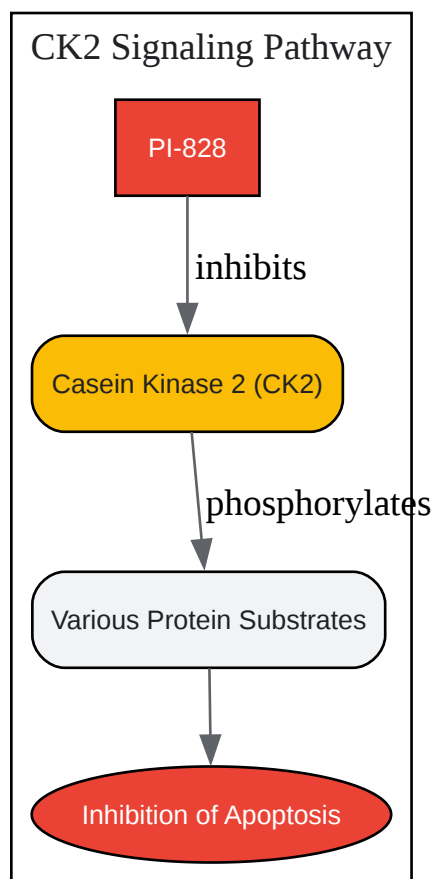 CK2 Signaling Pathway
PI-828
inhibits
Casein Kinase 2 (CK2)
phosphorylates
Various Protein Substrates
Inhibition of Apoptosis